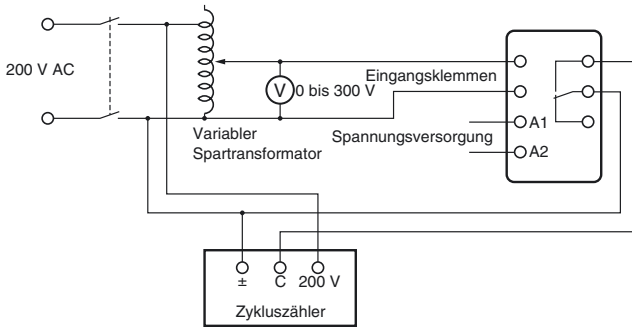 200 V AC
V
0 bis 300 V
Eingangsklemmen
Variabler
Spartransformator
Spannungsversorgung
A1
A2
± C 200 V
Zykluszähler